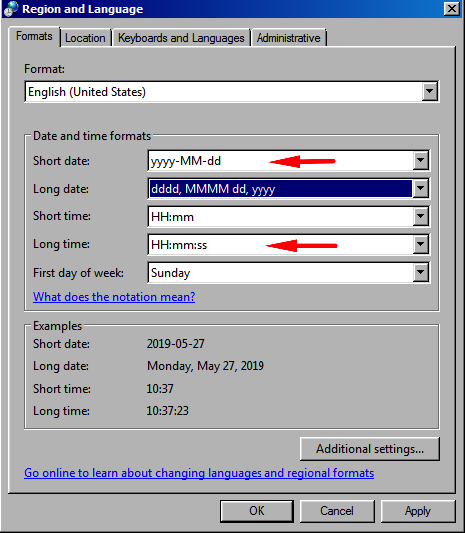 Region and Language
Formats Location Keyboards and Languages Administrative
Format:
English (United States)
Date and time formats
Short date: yyyy-MM-dd
Long date: dddd, MMMM dd, yyyy
Short time: HH:mm
Long time: HH:mm:ss
First day of week: Sunday
What does the notation mean?
Examples
Short date: 2019-05-27
Long date: Monday, May 27, 2019
Short time: 10:37
Long time: 10:37:23
Additional settings...
Go online to learn about changing languages and regional formats
OK Cancel Apply